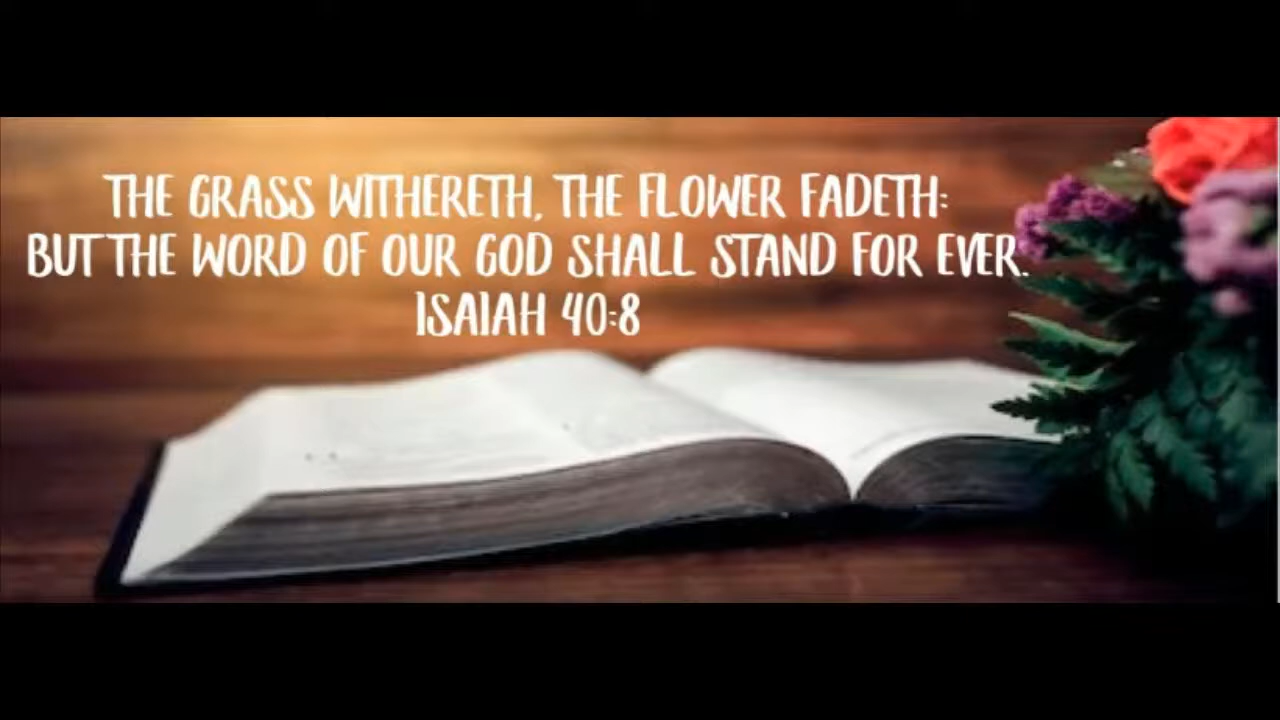 THE GRASS WITHERETH, THE FLOWER FADETH:
BUT THE WORD OF OUR GOD SHALL STAND FOR EVER.
ISAIAH 40:8